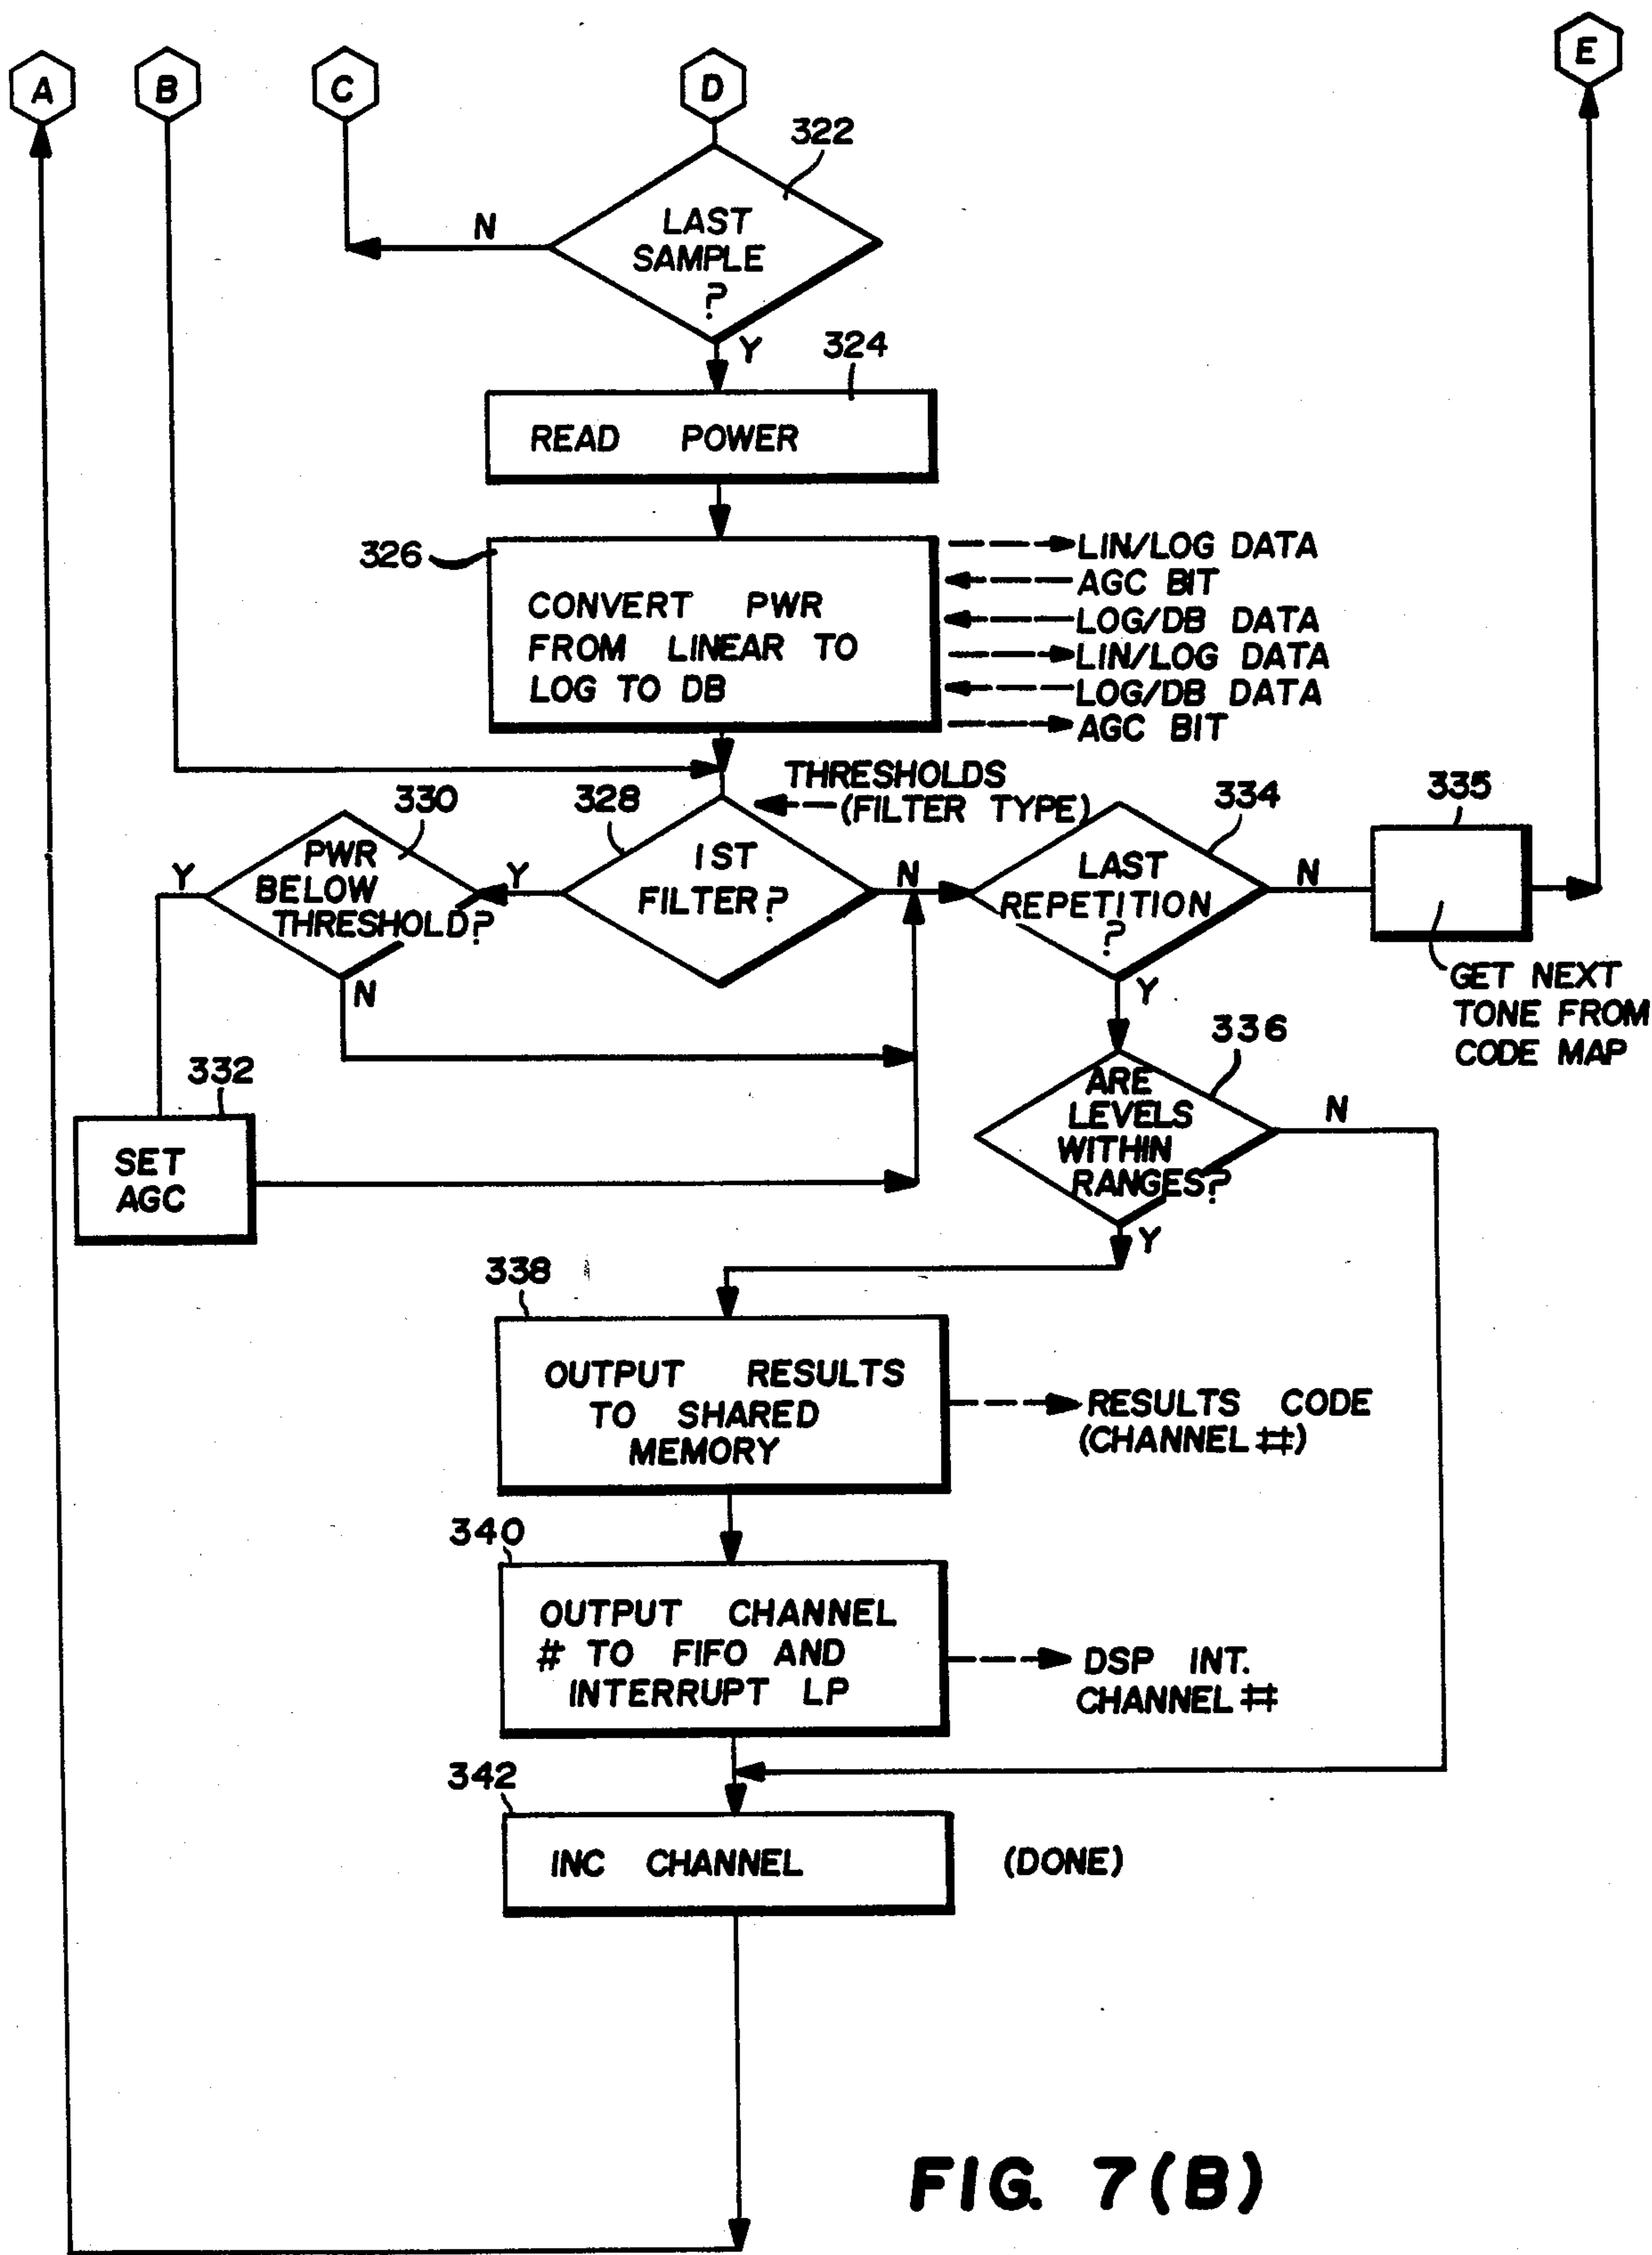 A
B
C
D
E
322
LAST
SAMPLE
?
N
Y
324
READ POWER
326
CONVERT PWR
FROM LINEAR TO
LOG TO DB
LIN/LOG DATA
AGC BIT
LOG/DB DATA
LIN/LOG DATA
LOG/DB DATA
AGC BIT
THRESHOLDS
(FILTER TYPE)
330
PWR
BELOW
THRESHOLD?
Y
N
328
1ST
FILTER?
Y
N
334
LAST
REPETITION
?
N
Y
335
GET NEXT
TONE FROM
CODE MAP
332
SET
AGC
336
ARE
LEVELS
WITHIN
RANGES?
N
Y
338
OUTPUT RESULTS
TO SHARED
MEMORY
RESULTS CODE
(CHANNEL #)
340
OUTPUT CHANNEL
# TO FIFO AND
INTERRUPT LP
DSP INT.
CHANNEL #
342
INC CHANNEL
(DONE)
FIG. 7(B)